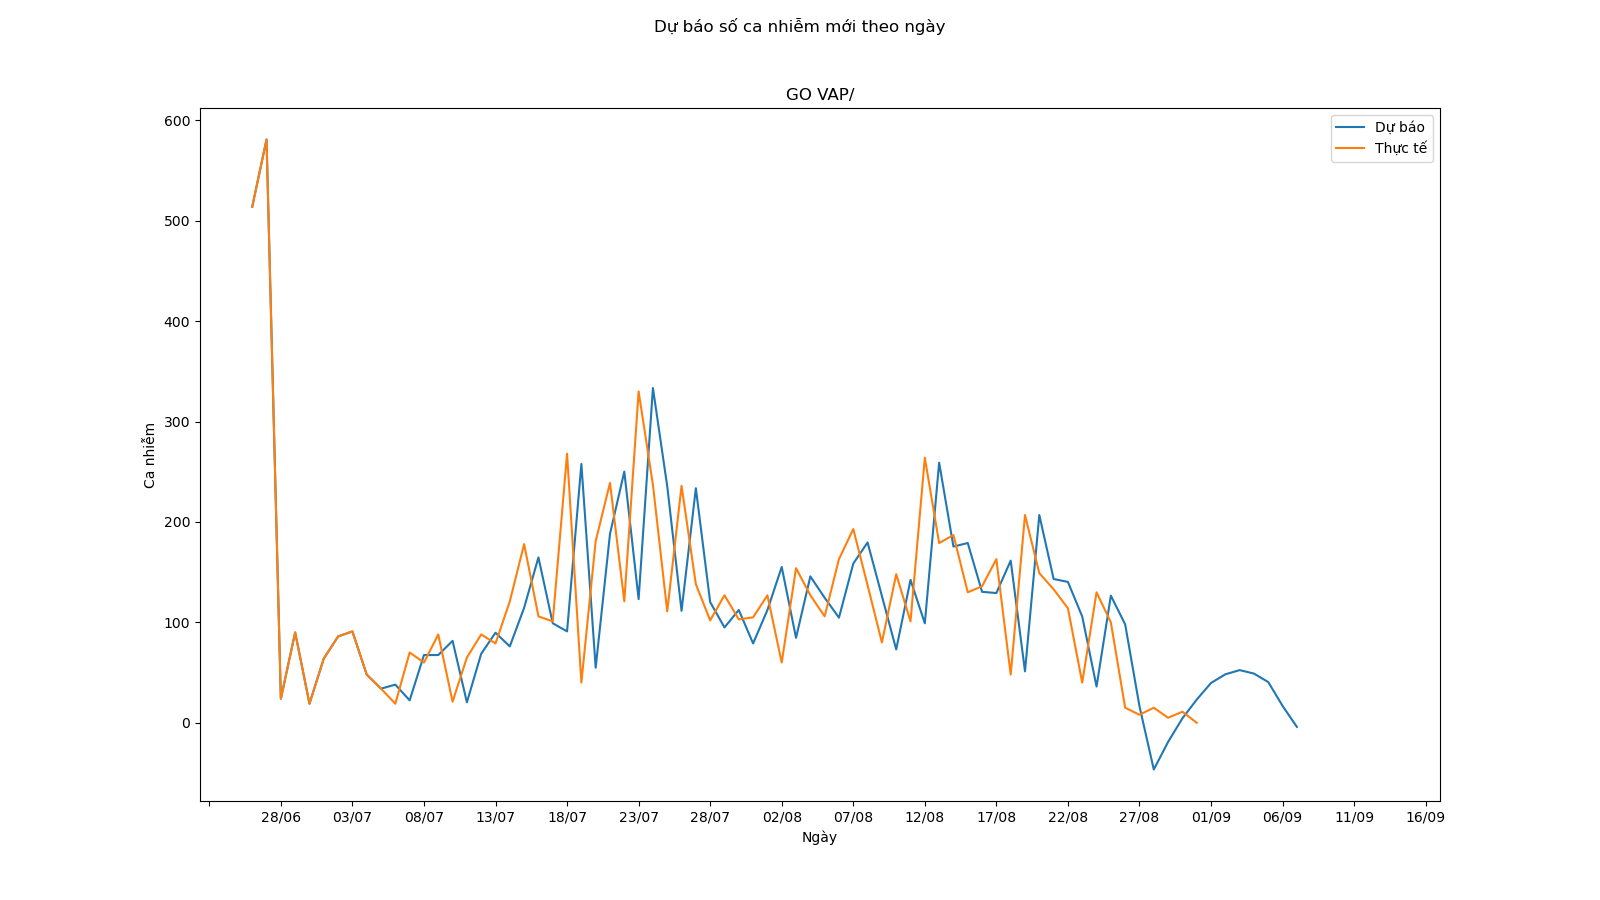 Dự báo số ca nhiễm mới theo ngày
GO VAP/
Dự báo
Thực tế
600
500
400
300
200
100
0
Ca nhiễm
28/06 03/07 08/07 13/07 18/07 23/07 28/07 02/08 07/08 12/08 17/08 22/08 27/08 01/09 06/09 11/09 16/09
Ngày